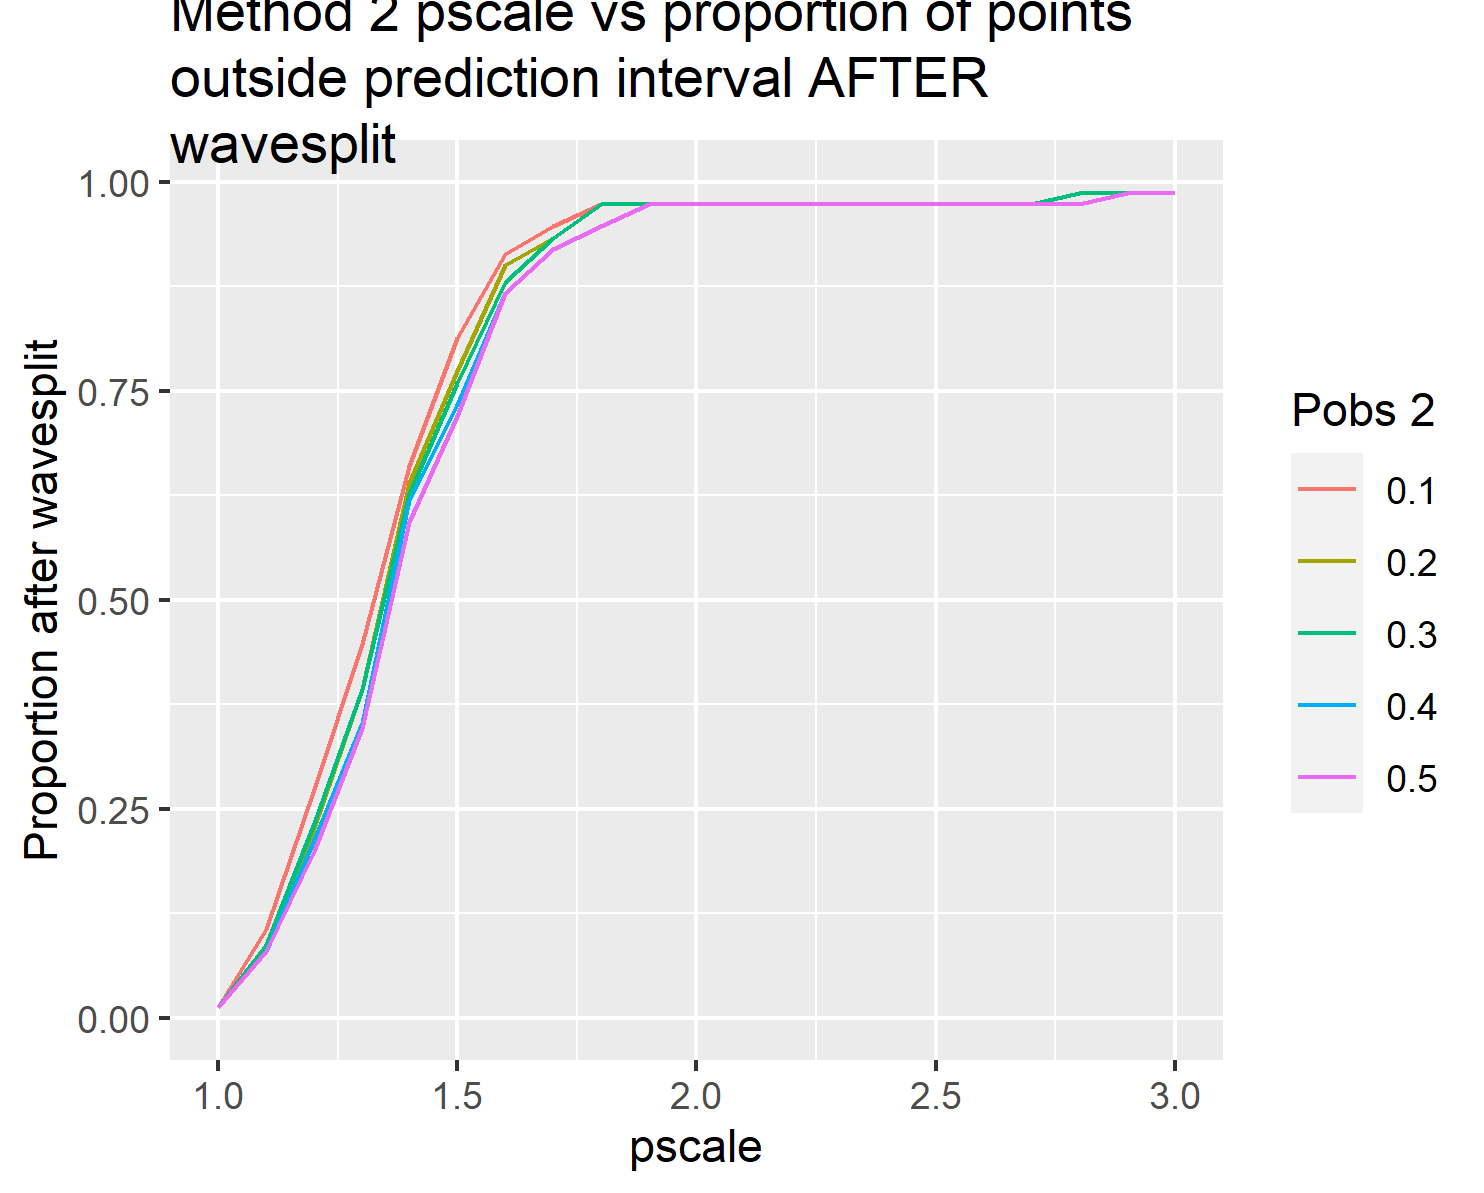 Method 2 pscale vs proportion of points
outside prediction interval AFTER
wavesplit
Proportion after wavesplit
1.00
0.75
0.50
0.25
0.00
1.0 1.5 2.0 2.5 3.0
pscale
Pobs 2
0.1
0.2
0.3
0.4
0.5